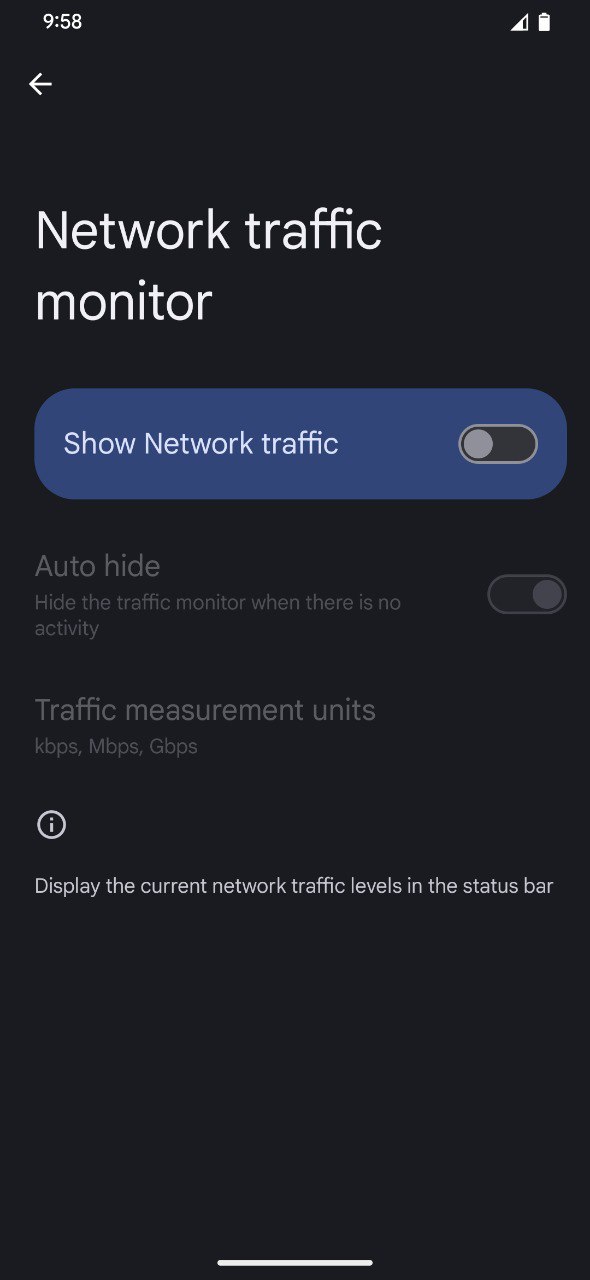 9:58
Network traffic
monitor
Show Network traffic
Auto hide
Hide the traffic monitor when there is no
activity
Traffic measurement units
kbps, Mbps, Gbps
Display the current network traffic levels in the status bar